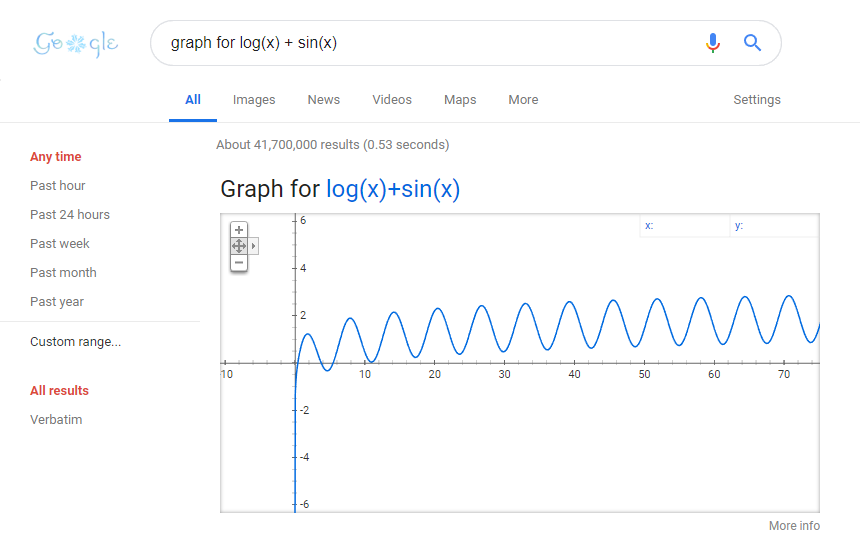 Google
graph for log(x) + sin(x)
All Images News Videos Maps More Settings
About 41,700,000 results (0.53 seconds)
Any time
Past hour
Past 24 hours
Past week
Past month
Past year
Custom range...
All results
Verbatim
Graph for log(x)+sin(x)
x: y:
6
4
2
10 10 20 30 40 50 60 70
-2
-4
-6
More info